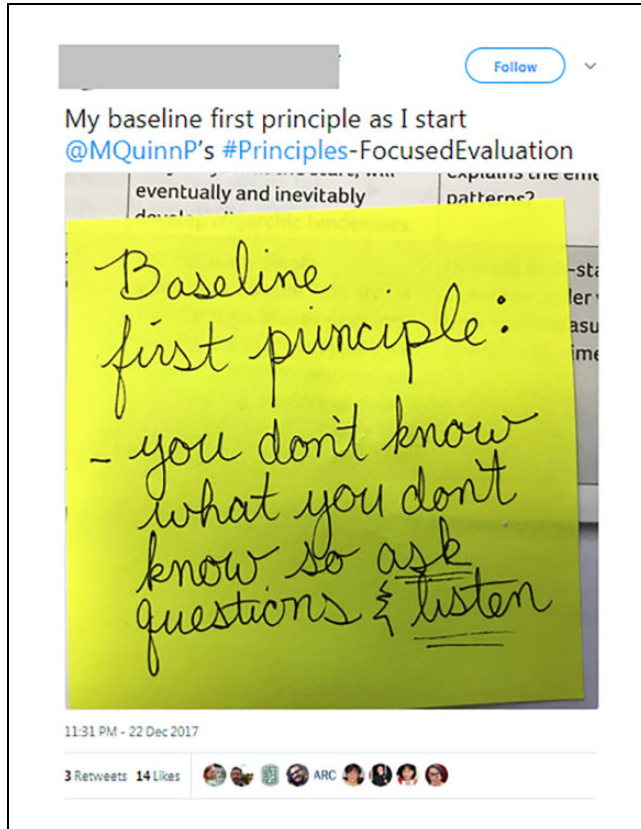 Follow
My baseline first principle as I start
@MQuinnP's #Principles-FocusedEvaluation
eventually and inevitably
patterns?
Baseline
first principle:
- you don't know
what you don't
know so ask
questions & listen
11:31 PM - 22 Dec 2017
3 Retweets 14 Likes
ARC